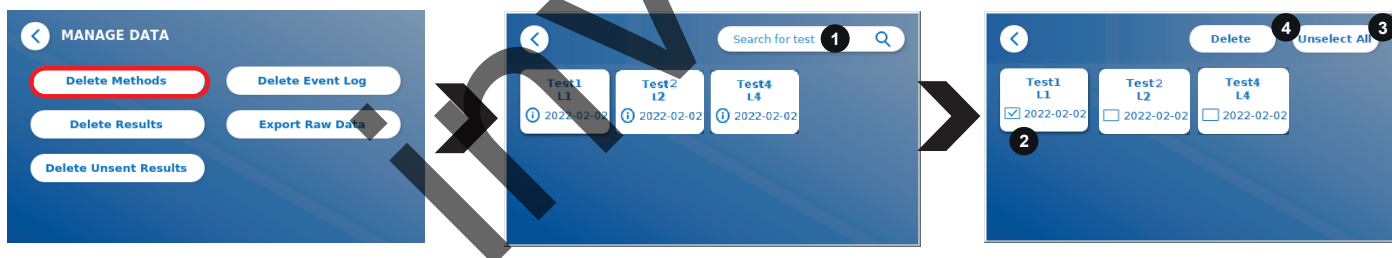 MANAGE DATA
Delete Methods
Delete Event Log
Delete Results
Export Raw Data
Delete Unsent Results
Search for test 1
Test1
L1
2022-02-02
Test2
L2
2022-02-02
Test4
L4
2022-02-02
Delete 4
Unselect All 3
Test1
L1
2022-02-02
2
Test2
L2
2022-02-02
Test4
L4
2022-02-02